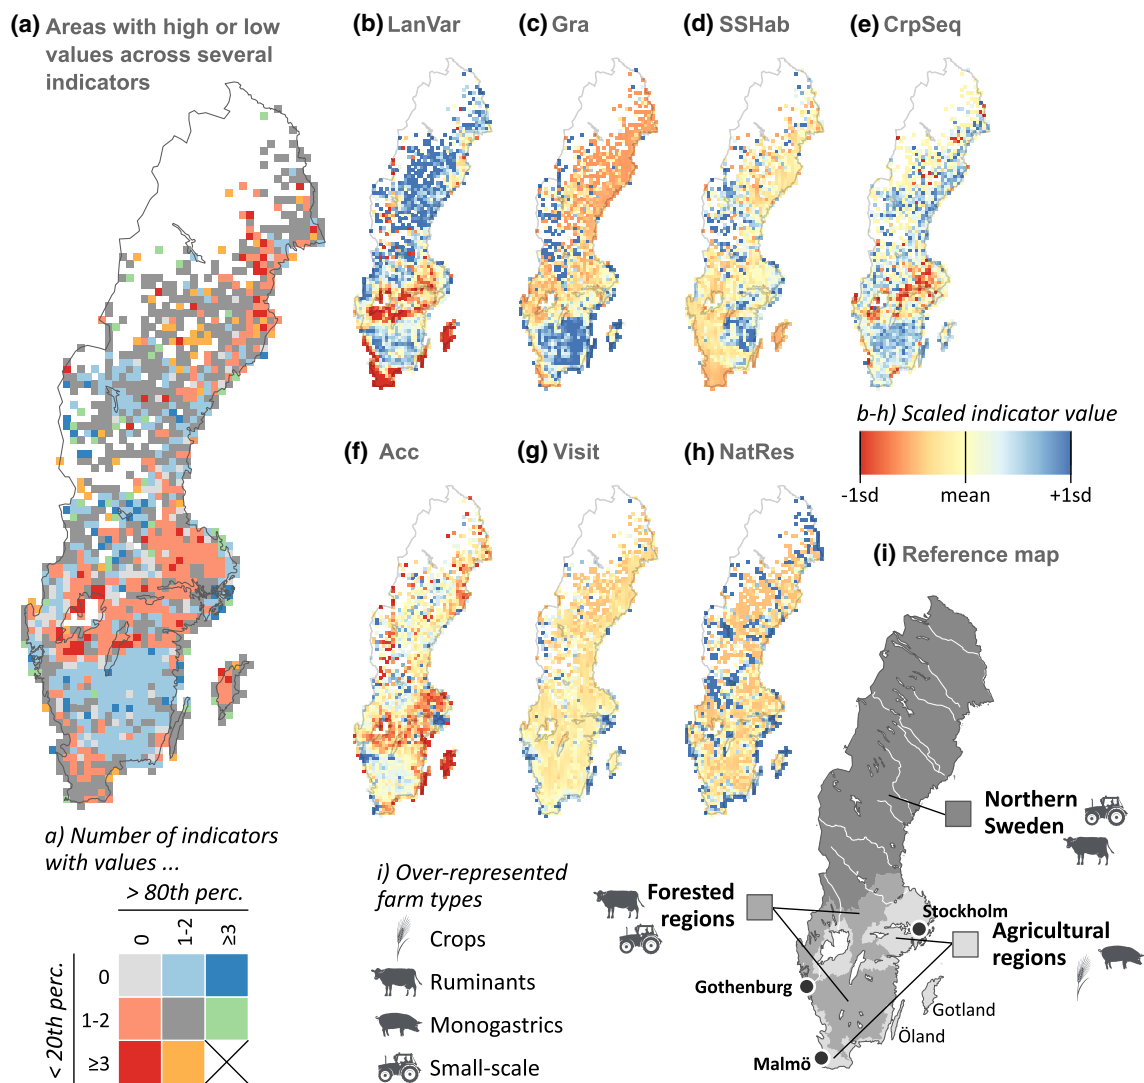 (a) Areas with high or low
values across several
indicators
(b) LanVar
(c) Gra
(d) SSHab
(e) CrpSeq
b-h) Scaled indicator value
-1sd mean +1sd
(f) Acc
(g) Visit
(h) NatRes
(i) Reference map
Northern
Sweden
Forested
regions
Stockholm
Agricultural
regions
Gothenburg
Gotland
Öland
Malmö
a) Number of indicators
with values ...
> 80th perc.
0 1-2 ≥3
< 20th perc.
0
1-2
≥3
i) Over-represented
farm types
Crops
Ruminants
Monogastrics
Small-scale